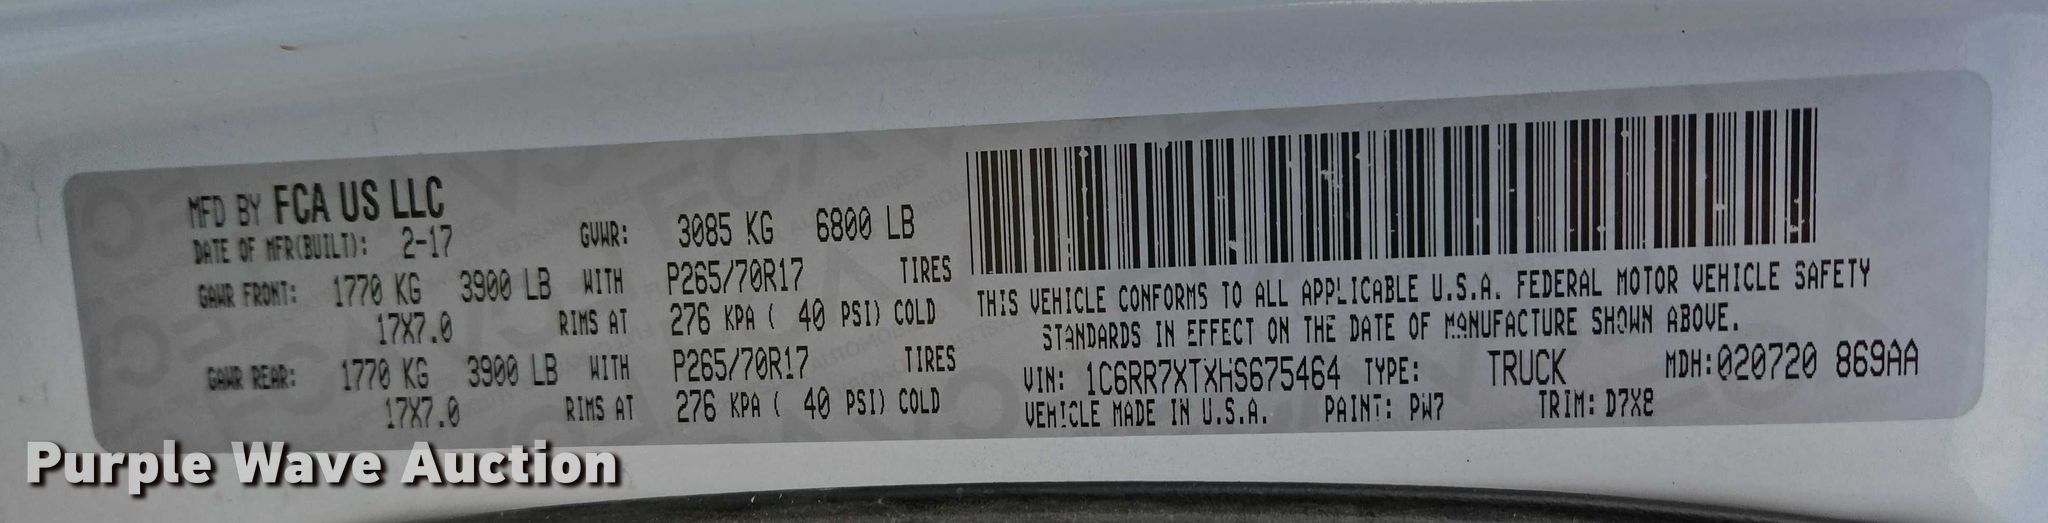 MFD BY FCA US LLC
DATE OF MFR(BUILT): 2-17 GVWR: 3085 KG 6800 LB
GAWR FRONT: 1770 KG 3900 LB WITH P265/70R17 TIRES
17X7.0 RIMS AT 276 KPA ( 40 PSI) COLD
GAWR REAR: 1770 KG 3900 LB WITH P265/70R17 TIRES
17X7.0 RIMS AT 276 KPA ( 40 PSI) COLD
THIS VEHICLE CONFORMS TO ALL APPLICABLE U.S.A. FEDERAL MOTOR VEHICLE SAFETY
STANDARDS IN EFFECT ON THE DATE OF MANUFACTURE SHOWN ABOVE.
VIN: 1C6RR7XTXHS675464 TYPE: TRUCK MDH:020720 869AA
VEHICLE MADE IN U.S.A. PAINT: PW7 TRIM: D7X8
Purple Wave Auction